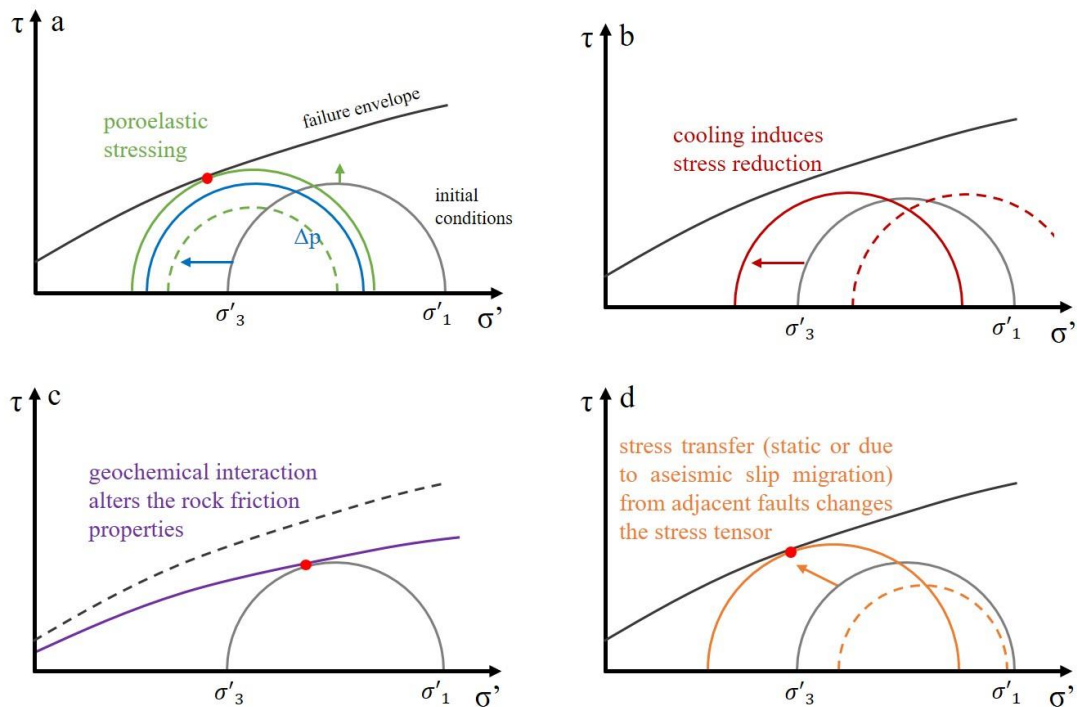 τ a
poroelastic
stressing
failure envelope
initial
conditions
Δp
σ'₃ σ'₁ σ'
τ b
cooling induces
stress reduction
σ'₃ σ'₁ σ'
τ c
geochemical interaction
alters the rock friction
properties
σ'₃ σ'₁ σ'
τ d
stress transfer (static or due
to aseismic slip migration)
from adjacent faults changes
the stress tensor
σ'₃ σ'₁ σ'